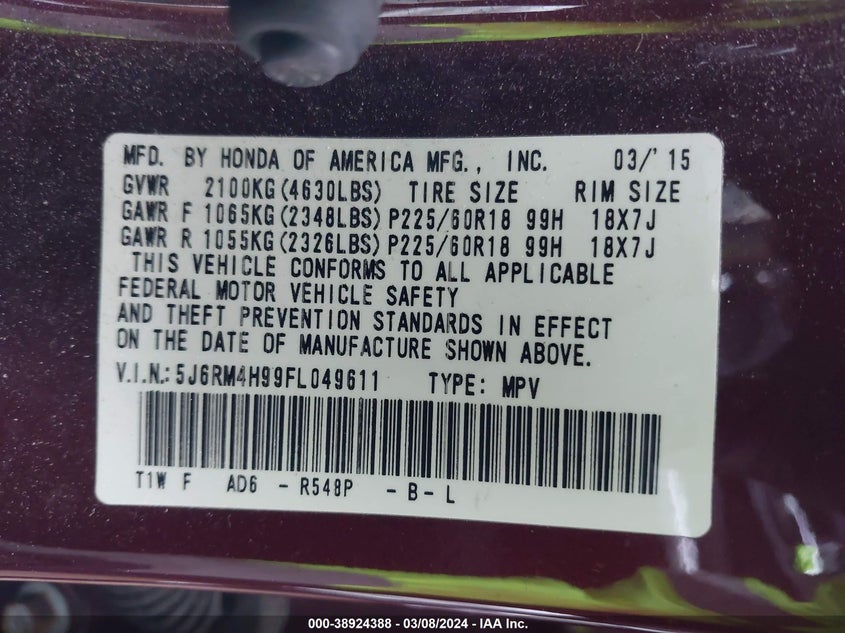 MFD. BY HONDA OF AMERICA MFG., INC. 03/'15
GVWR 2100KG(4630LBS) TIRE SIZE RIM SIZE
GAWR F 1065KG(2348LBS) P225/60R18 99H 18X7J
GAWR R 1055KG(2326LBS) P225/60R18 99H 18X7J
THIS VEHICLE CONFORMS TO ALL APPLICABLE
FEDERAL MOTOR VEHICLE SAFETY
AND THEFT PREVENTION STANDARDS IN EFFECT
ON THE DATE OF MANUFACTURE SHOWN ABOVE.
V.I.N.: 5J6RM4H99FL049611 TYPE: MPV
T1W F AD6 - R548P - B - L
000-38924388 - 03/08/2024 - IAA Inc.